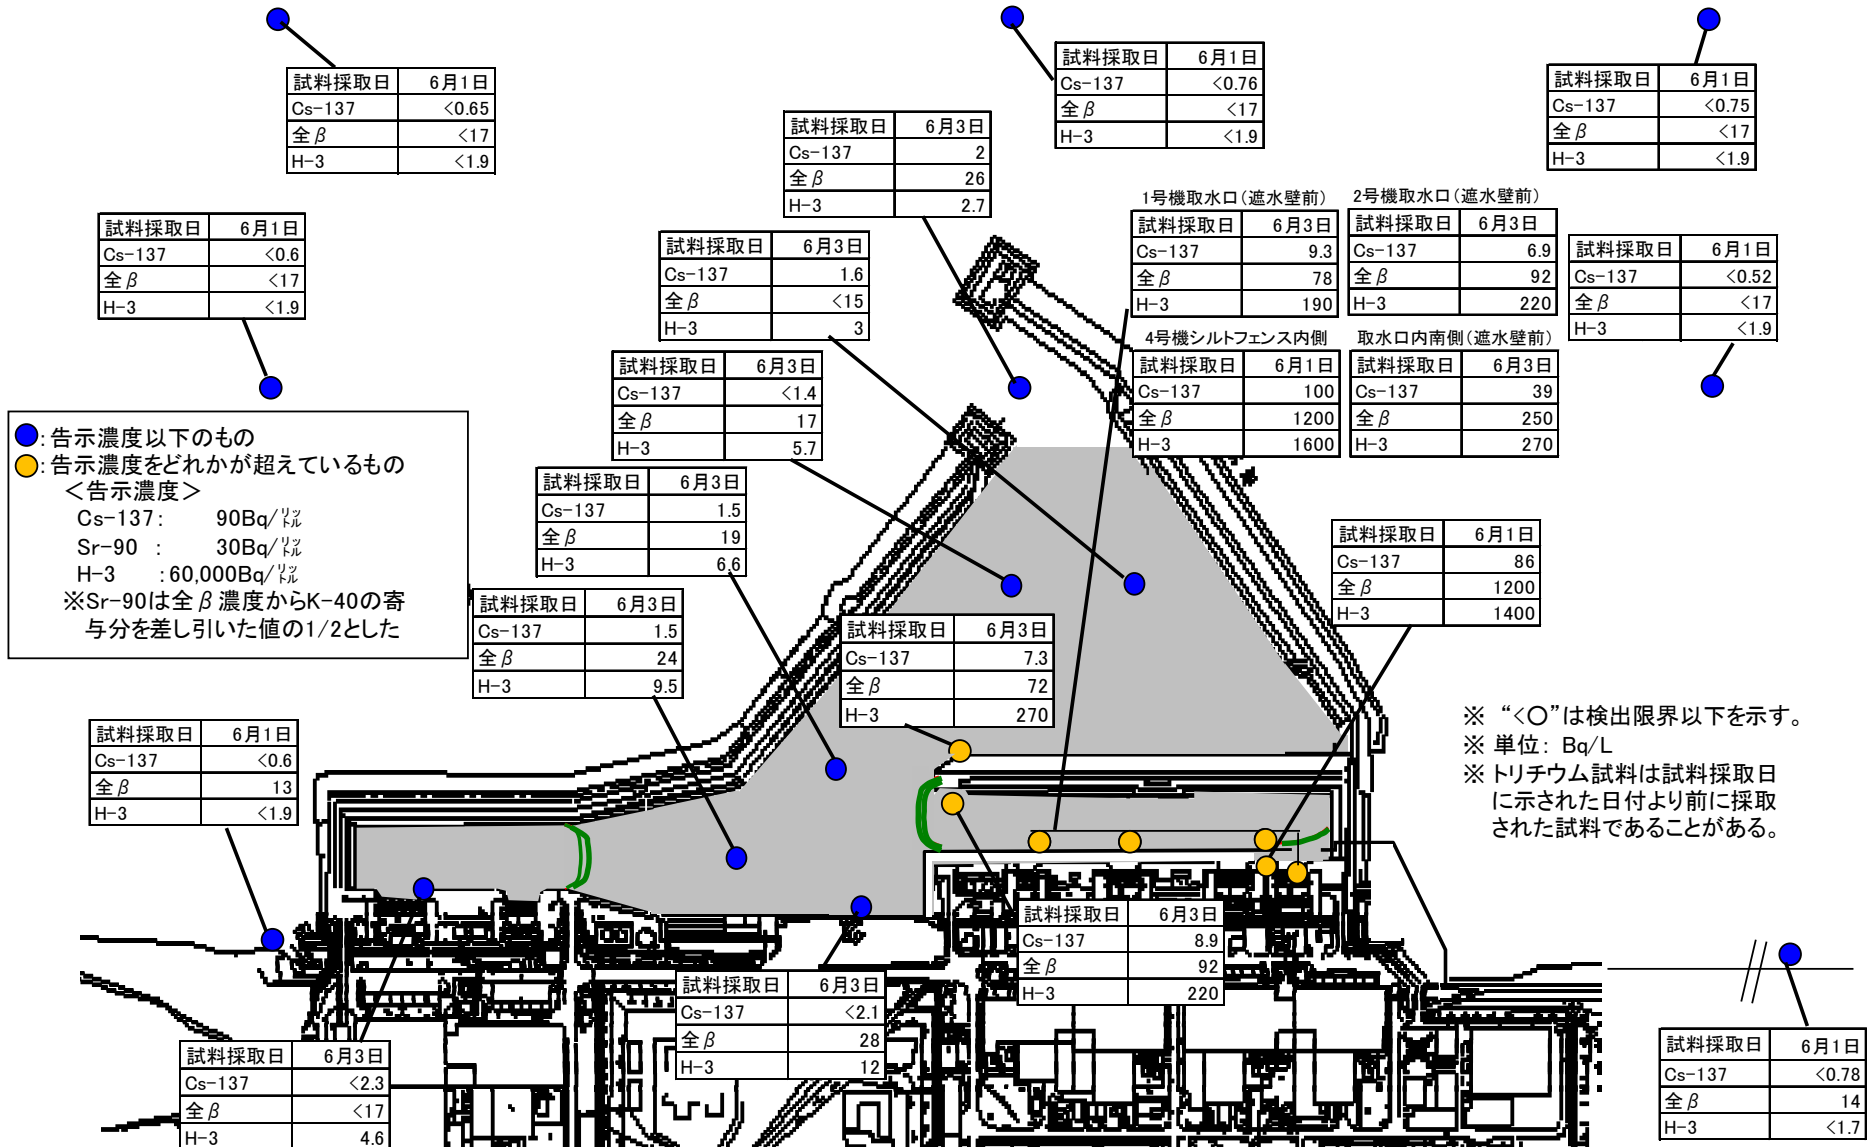 試料採取日 6月1日
Cs-137 <0.65
全β <17
H-3 <1.9
試料採取日 6月1日
Cs-137 <0.76
全β <17
H-3 <1.9
試料採取日 6月1日
Cs-137 <0.75
全β <17
H-3 <1.9
試料採取日 6月3日
Cs-137 2
全β 26
H-3 2.7
1号機取水口(遮水壁前)
試料採取日 6月3日
Cs-137 9.3
全β 78
H-3 190
2号機取水口(遮水壁前)
試料採取日 6月3日
Cs-137 6.9
全β 92
H-3 220
試料採取日 6月1日
Cs-137 <0.6
全β <17
H-3 <1.9
試料採取日 6月3日
Cs-137 1.6
全β <15
H-3 3
試料採取日 6月1日
Cs-137 <0.52
全β <17
H-3 <1.9
4号機シルトフェンス内側
試料採取日 6月1日
Cs-137 100
全β 1200
H-3 1600
取水口内南側(遮水壁前)
試料採取日 6月3日
Cs-137 39
全β 250
H-3 270
試料採取日 6月3日
Cs-137 <1.4
全β 17
H-3 5.7
:告示濃度以下のもの
:告示濃度をどれかが超えているもの
<告示濃度>
Cs-137: 90Bq/㍑
Sr-90 : 30Bq/㍑
H-3 :60,000Bq/㍑
※Sr-90は全β濃度からK-40の寄
与分を差し引いた値の1/2とした
試料採取日 6月3日
Cs-137 1.5
全β 19
H-3 6.6
試料採取日 6月1日
Cs-137 86
全β 1200
H-3 1400
試料採取日 6月3日
Cs-137 1.5
全β 24
H-3 9.5
試料採取日 6月3日
Cs-137 7.3
全β 72
H-3 270
試料採取日 6月1日
Cs-137 <0.6
全β 13
H-3 <1.9
※ “<○”は検出限界以下を示す。
※ 単位: Bq/L
※ トリチウム試料は試料採取日
に示された日付より前に採取
された試料であることがある。
試料採取日 6月3日
Cs-137 8.9
全β 92
H-3 220
試料採取日 6月3日
Cs-137 <2.1
全β 28
H-3 12
試料採取日 6月3日
Cs-137 <2.3
全β <17
H-3 4.6
試料採取日 6月1日
Cs-137 <0.78
全β 14
H-3 <1.7